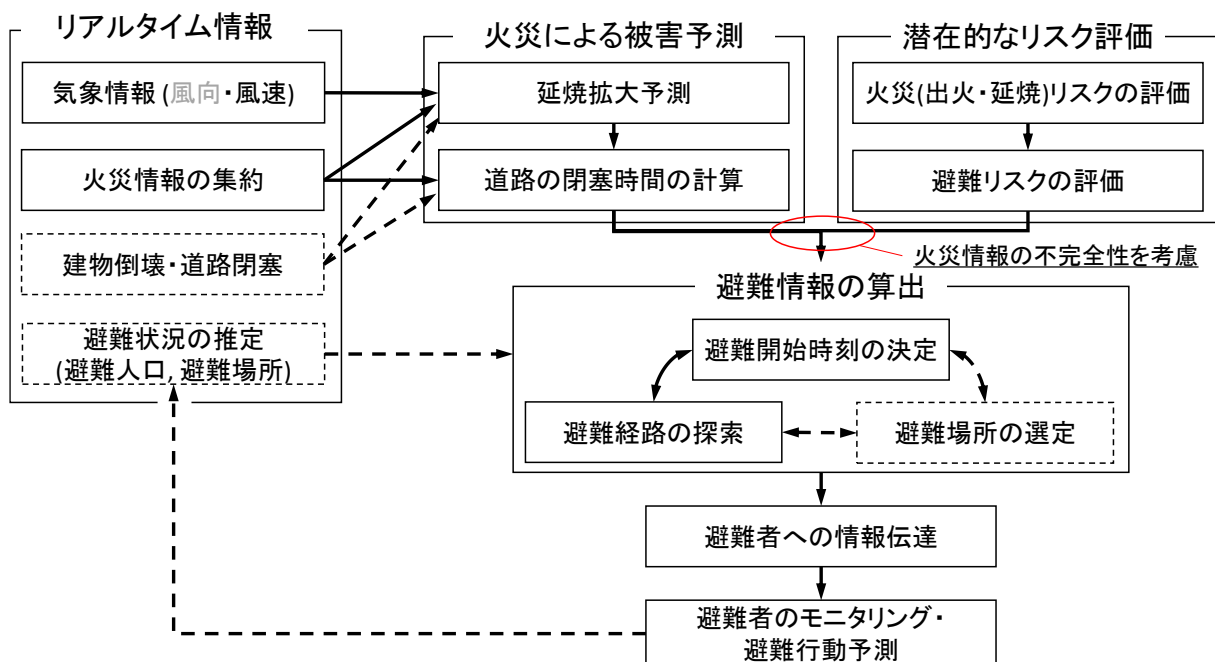 リアルタイム情報
気象情報 (風向・風速)
火災情報の集約
建物倒壊・道路閉塞
避難状況の推定
(避難人口, 避難場所)
火災による被害予測
延焼拡大予測
道路の閉塞時間の計算
潜在的なリスク評価
火災(出火・延焼)リスクの評価
避難リスクの評価
火災情報の不完全性を考慮
避難情報の算出
避難開始時刻の決定
避難経路の探索
避難場所の選定
避難者への情報伝達
避難者のモニタリング・
避難行動予測